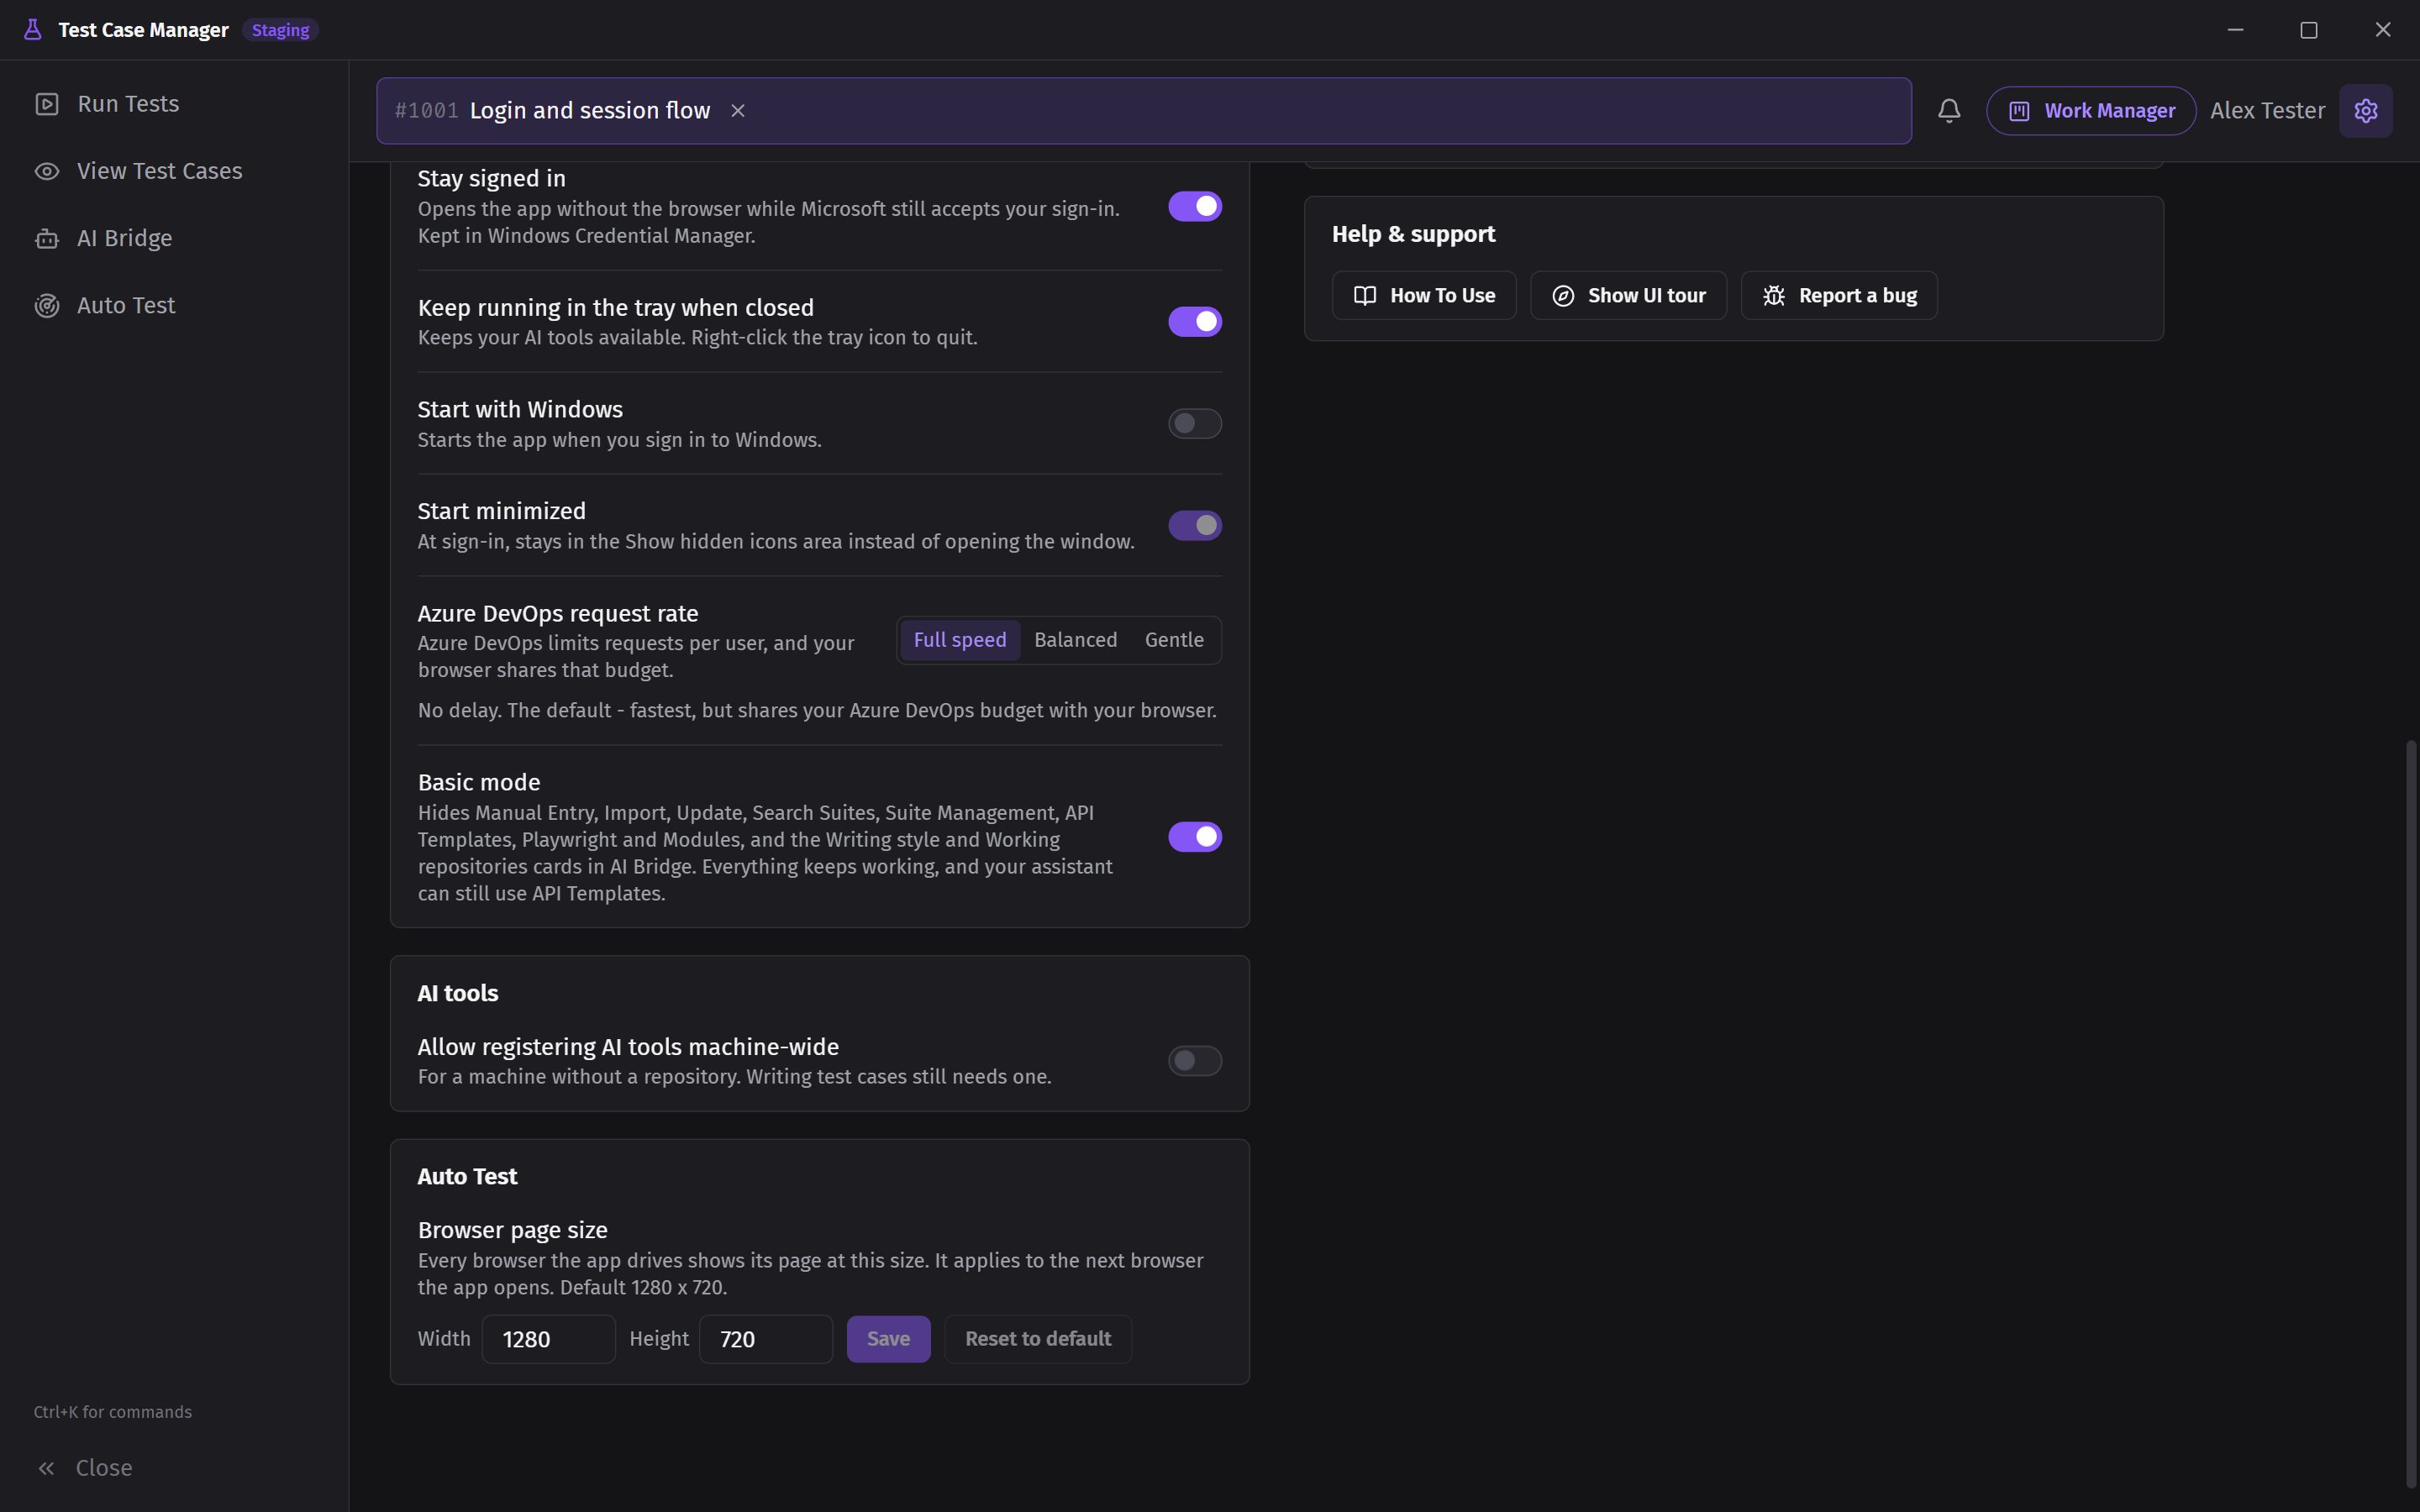 Test Case Manager Staging
Run Tests
View Test Cases
AI Bridge
Auto Test
Ctrl+K for commands
Close
#1001 Login and session flow
Work Manager
Alex Tester
Stay signed in
Opens the app without the browser while Microsoft still accepts your sign-in.
Kept in Windows Credential Manager.
Keep running in the tray when closed
Keeps your AI tools available. Right-click the tray icon to quit.
Start with Windows
Starts the app when you sign in to Windows.
Start minimized
At sign-in, stays in the Show hidden icons area instead of opening the window.
Azure DevOps request rate
Azure DevOps limits requests per user, and your
browser shares that budget.
Full speed Balanced Gentle
No delay. The default - fastest, but shares your Azure DevOps budget with your browser.
Basic mode
Hides Manual Entry, Import, Update, Search Suites, Suite Management, API
Templates, Playwright and Modules, and the Writing style and Working
repositories cards in AI Bridge. Everything keeps working, and your assistant
can still use API Templates.
AI tools
Allow registering AI tools machine-wide
For a machine without a repository. Writing test cases still needs one.
Auto Test
Browser page size
Every browser the app drives shows its page at this size. It applies to the next browser
the app opens. Default 1280 x 720.
Width 1280 Height 720 Save Reset to default
Help & support
How To Use Show UI tour Report a bug